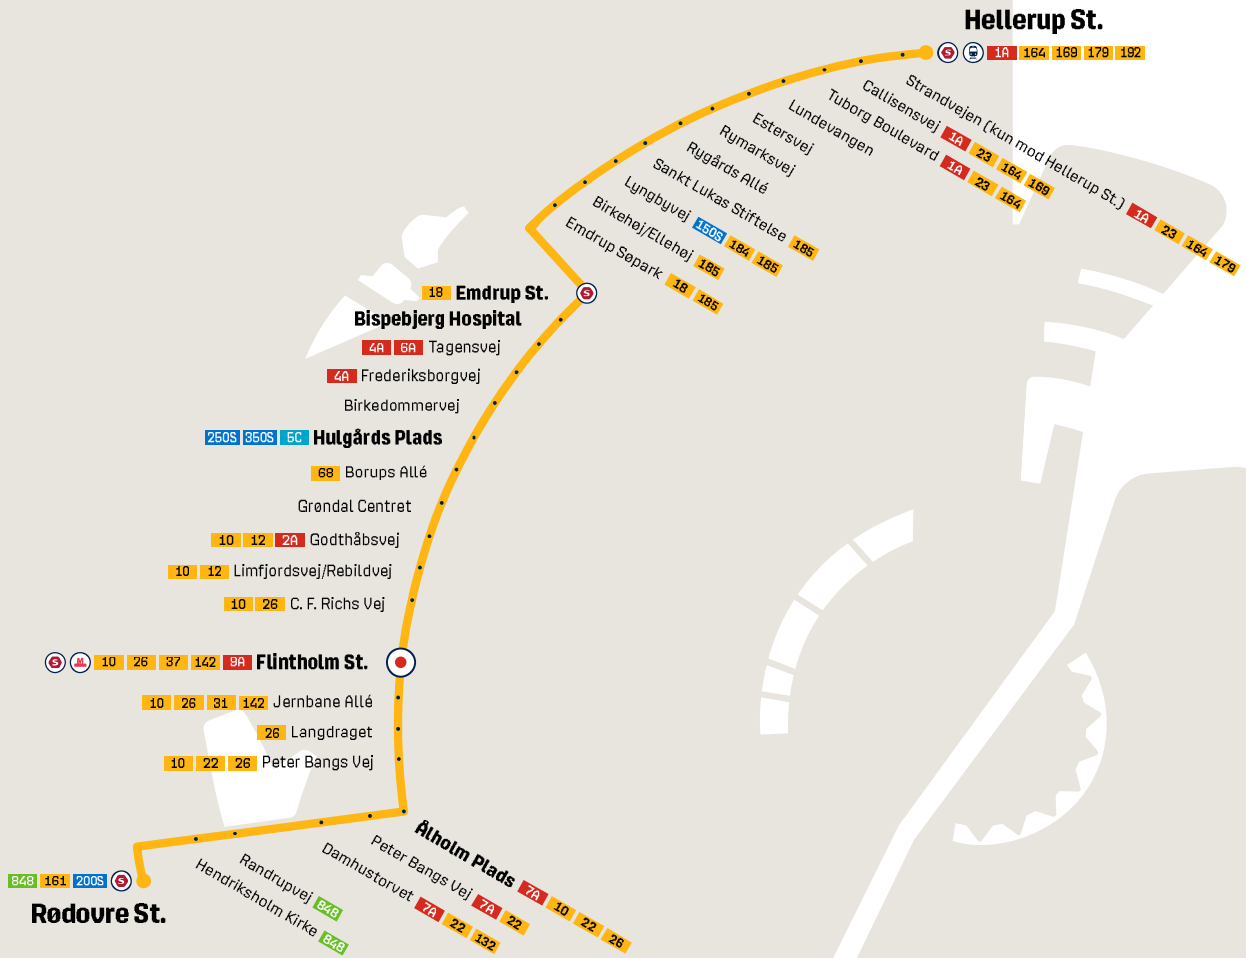 Hellerup St.
S 1A 164 169 179 192
Strandvejen (kun mod Hellerup St.) 1A 23 164 179
Callisensvej 1A 23 164 169
Tuborg Boulevard 1A 23 164
Lundevangen
Estersvej
Rymarksvej
Rygårds Allé
Sankt Lukas Stiftelse 185
Lyngbyvej 150S 184 185
Birkehøj/Ellehøj 185
Emdrup Søpark 18 185
18 Emdrup St. S
Bispebjerg Hospital
4A 6A Tagensvej
4A Frederiksborgvej
Birkedommervej
250S 350S 5C Hulgårds Plads
68 Borups Allé
Grøndal Centret
10 12 2A Godthåbsvej
10 12 Limfjordsvej/Rebildvej
10 26 C. F. Richs Vej
S M 10 26 37 142 9A Flintholm St.
10 26 31 142 Jernbane Allé
26 Langdraget
10 22 26 Peter Bangs Vej
Ålholm Plads 7A 10 22 26
Peter Bangs Vej 7A 22
Damhustorvet 7A 22 132
Randrupvej 848
Hendriksholm Kirke 848
848 161 200S S
Rødovre St.